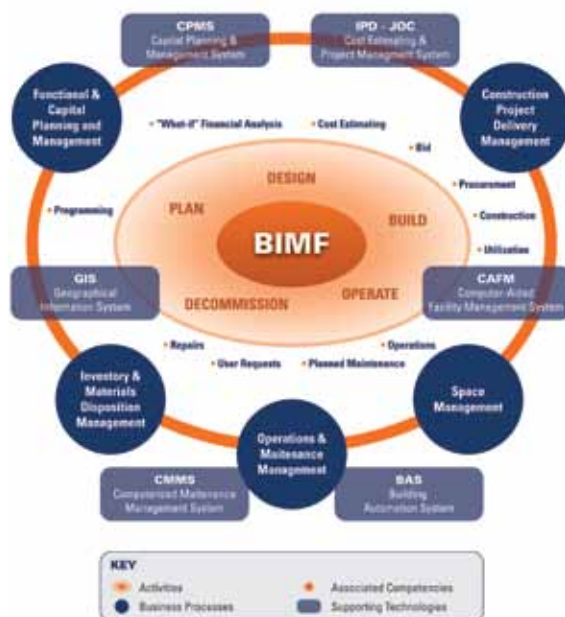 CPMS
Capital Planning &
Management System
IPD - JOC
Cost Estimating &
Project Managment System
Functional &
Capital
Planning and
Management
Construction
Project
Delivery
Management
• "What-if" Financial Analysis
• Cost Estimating
• Bid
• Procurement
• Programming
• Construction
• Utilization
DESIGN
PLAN
BUILD
BIMF
DECOMMISSION
OPERATE
GIS
Geographical
Information System
CAFM
Computer-Aided
Facility Management System
• Repairs
• User Requests
• Planned Maintenance
• Operations
Inventory &
Materials
Disposition
Management
Space
Management
Operations &
Maitenance
Management
CMMS
Computerized Maitenance
Management System
BAS
Building
Automation System
KEY
Activities
Associated Competencies
Business Processes
Supporting Technologies